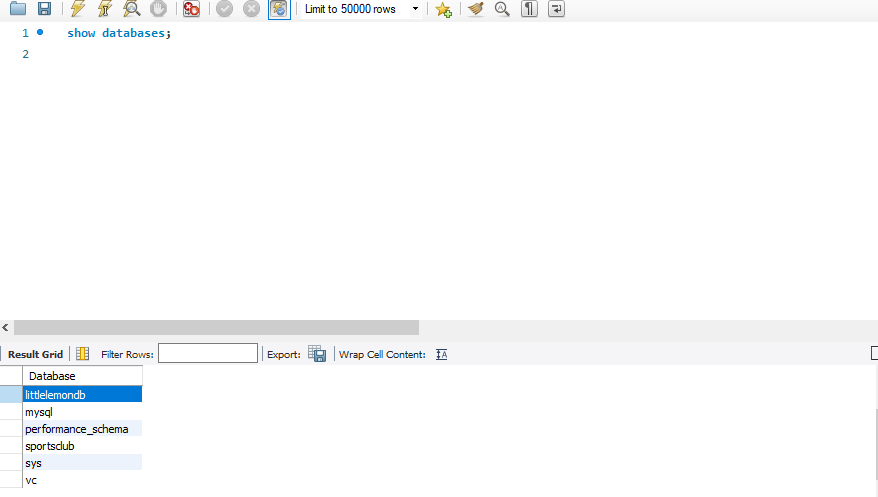 Limit to 50000 rows
1 show databases;
2
Result Grid Filter Rows: Export: Wrap Cell Content:
Database
littlelemondb
mysql
performance_schema
sportsclub
sys
vc